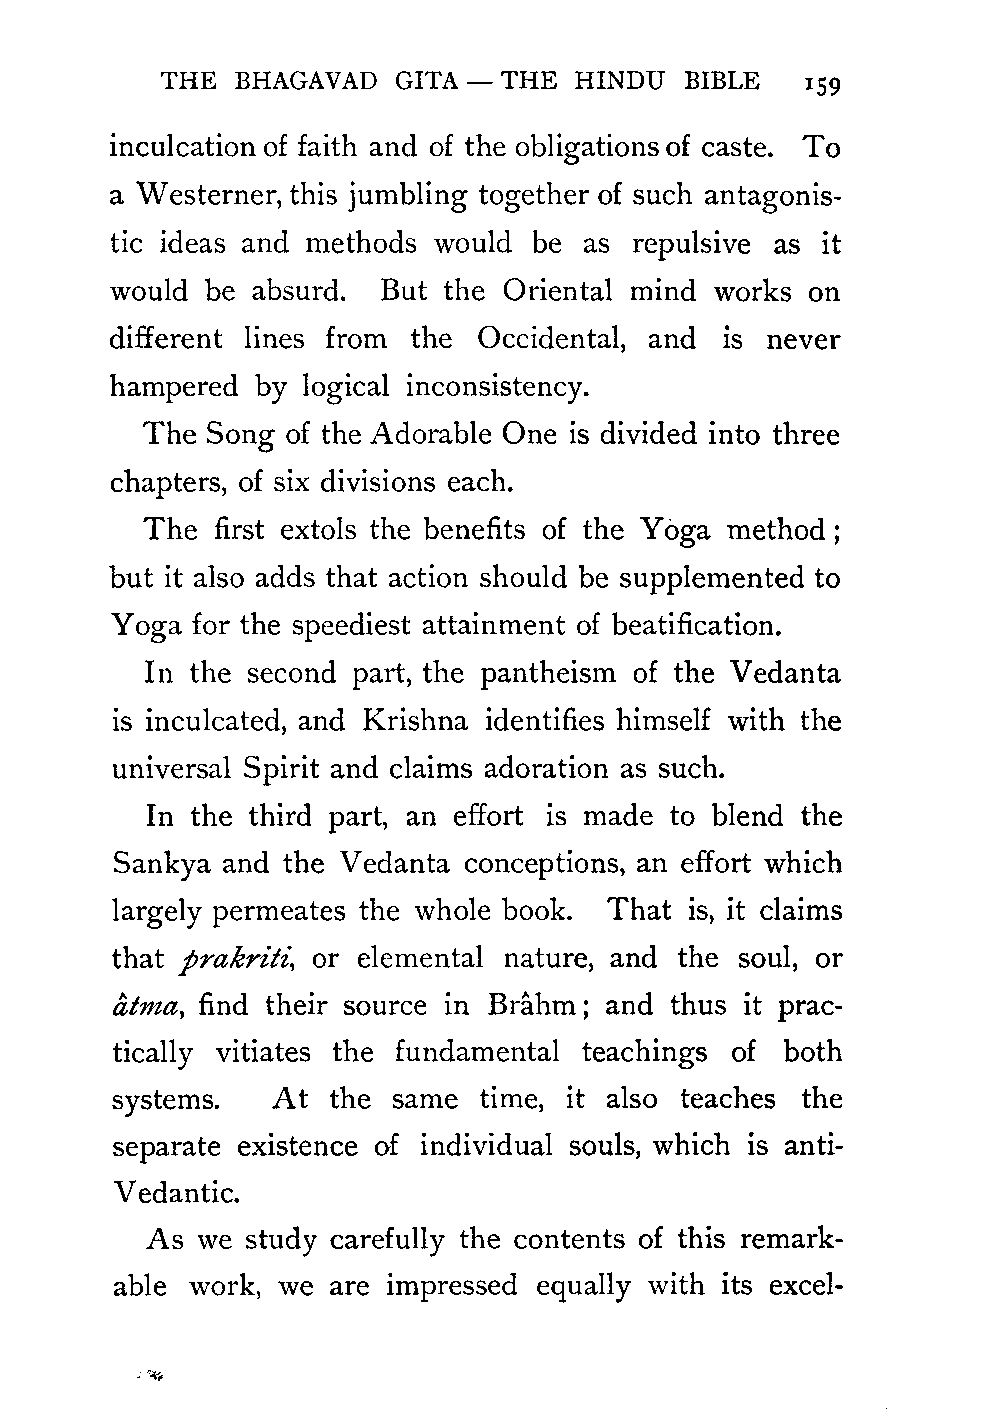 THE BHAGAVAD GITA — THE HINDU BIBLE 159
inculcation of faith and of the obligations of caste. To
a Westerner, this jumbling together of such antagonis-
tic ideas and methods would be as repulsive as it
would be absurd. But the Oriental mind works on
different lines from the Occidental, and is never
hampered by logical inconsistency.
The Song of the Adorable One is divided into three
chapters, of six divisions each.
The first extols the benefits of the Yoga method;
but it also adds that action should be supplemented to
Yoga for the speediest attainment of beatification.
In the second part, the pantheism of the Vedanta
is inculcated, and Krishna identifies himself with the
universal Spirit and claims adoration as such.
In the third part, an effort is made to blend the
Sankya and the Vedanta conceptions, an effort which
largely permeates the whole book. That is, it claims
that prakriti, or elemental nature, and the soul, or
âtma, find their source in Brâhm; and thus it prac-
tically vitiates the fundamental teachings of both
systems. At the same time, it also teaches the
separate existence of individual souls, which is anti-
Vedantic.
As we study carefully the contents of this remark-
able work, we are impressed equally with its excel-